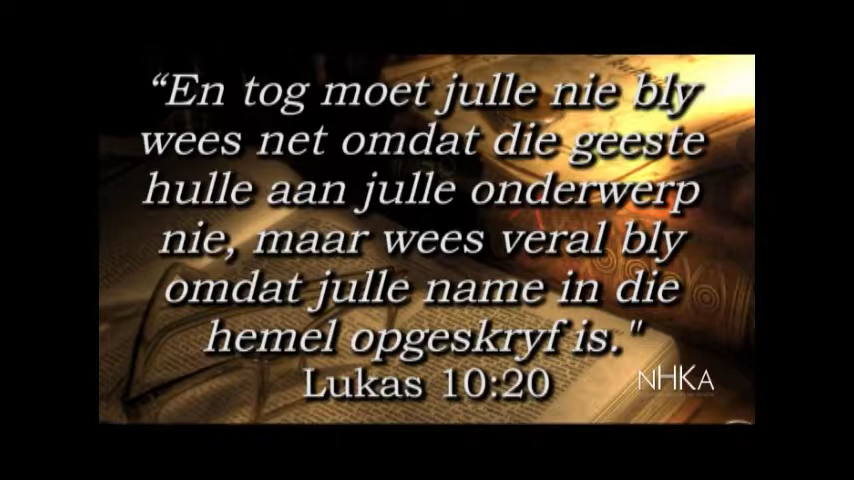 “En tog moet julle nie bly
wees net omdat die geeste
hulle aan julle onderwerp
nie, maar wees veral bly
omdat julle name in die
hemel opgeskryf is."
Lukas 10:20
NHKA